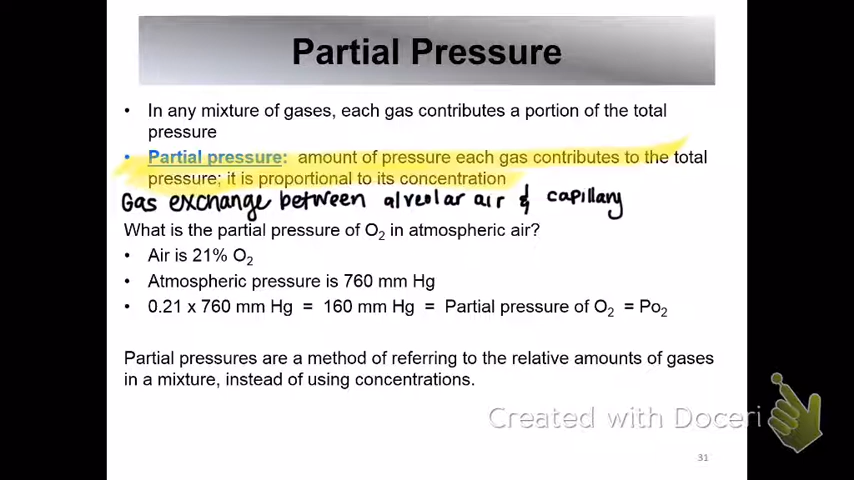 Partial Pressure
• In any mixture of gases, each gas contributes a portion of the total
pressure
• Partial pressure: amount of pressure each gas contributes to the total
pressure; it is proportional to its concentration
Gas exchange between alveolar air & capillary
What is the partial pressure of O₂ in atmospheric air?
• Air is 21% O₂
• Atmospheric pressure is 760 mm Hg
• 0.21 x 760 mm Hg = 160 mm Hg = Partial pressure of O₂ = Po₂
Partial pressures are a method of referring to the relative amounts of gases
in a mixture, instead of using concentrations.
Created with Doceri
31